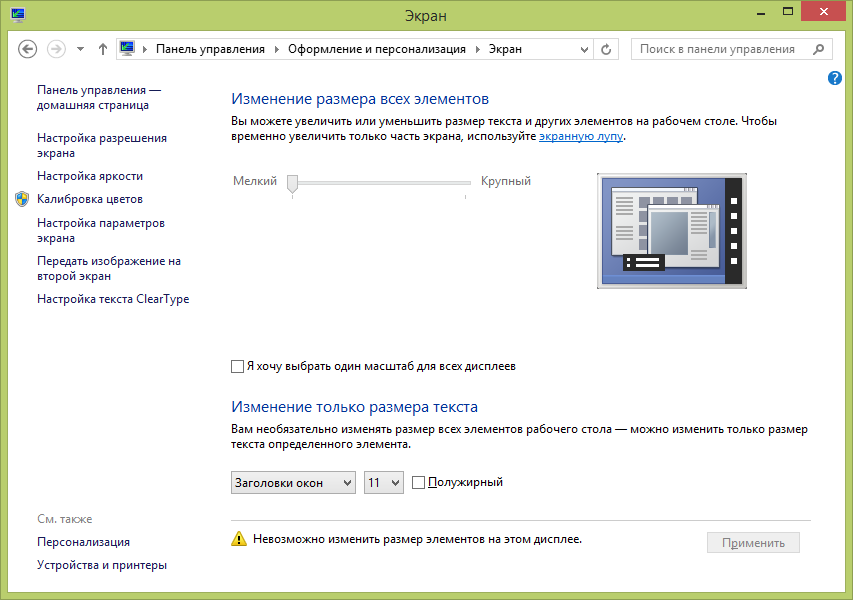 Экран
Панель управления
Оформление и персонализация
Экран
Поиск в панели управления
?
Панель управления —
домашняя страница
Настройка разрешения
экрана
Настройка яркости
Калибровка цветов
Настройка параметров
экрана
Передать изображение на
второй экран
Настройка текста ClearType
Изменение размера всех элементов
Вы можете увеличить или уменьшить размер текста и других элементов на рабочем столе. Чтобы
временно увеличить только часть экрана, используйте экранную лупу.
Мелкий
Крупный
Я хочу выбрать один масштаб для всех дисплеев
Изменение только размера текста
Вам необязательно изменять размер всех элементов рабочего стола — можно изменить только размер
текста определенного элемента.
Заголовки окон
11
Полужирный
См. также
Персонализация
Устройства и принтеры
Невозможно изменить размер элементов на этом дисплее.
Применить